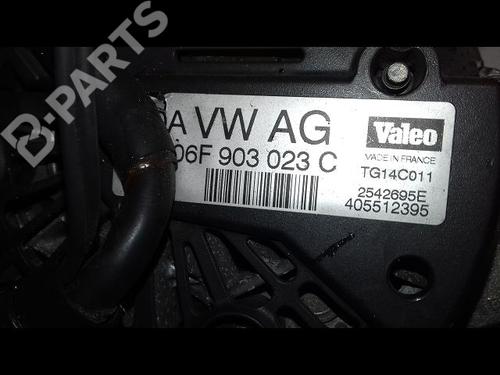 B-PARTS
A VW AG
06F 903 023 C
Valeo
MADE IN FRANCE
TG14C011
2542695E
405512395